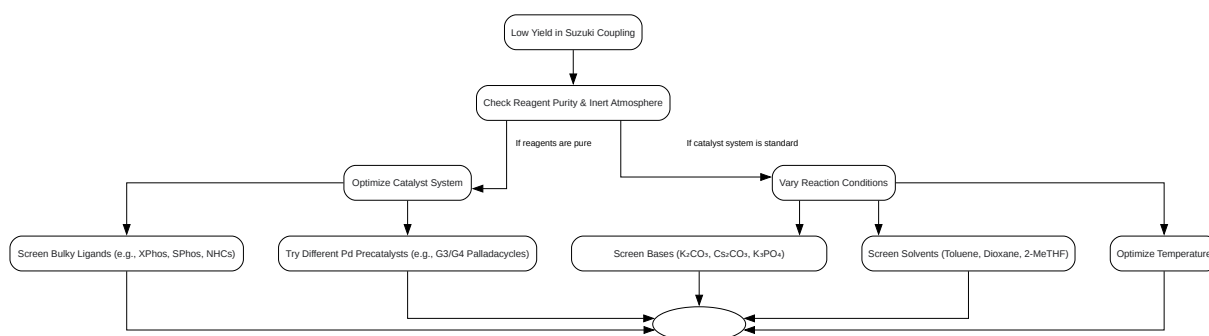 Low Yield in Suzuki Coupling
Check Reagent Purity & Inert Atmosphere
If reagents are pure
If catalyst system is standard
Optimize Catalyst System
Vary Reaction Conditions
Screen Bulky Ligands (e.g., XPhos, SPhos, NHCs)
Try Different Pd Precatalysts (e.g., G3/G4 Palladacycles)
Screen Bases (K₂CO₃, Cs₂CO₃, K₃PO₄)
Screen Solvents (Toluene, Dioxane, 2-MeTHF)
Optimize Temperature